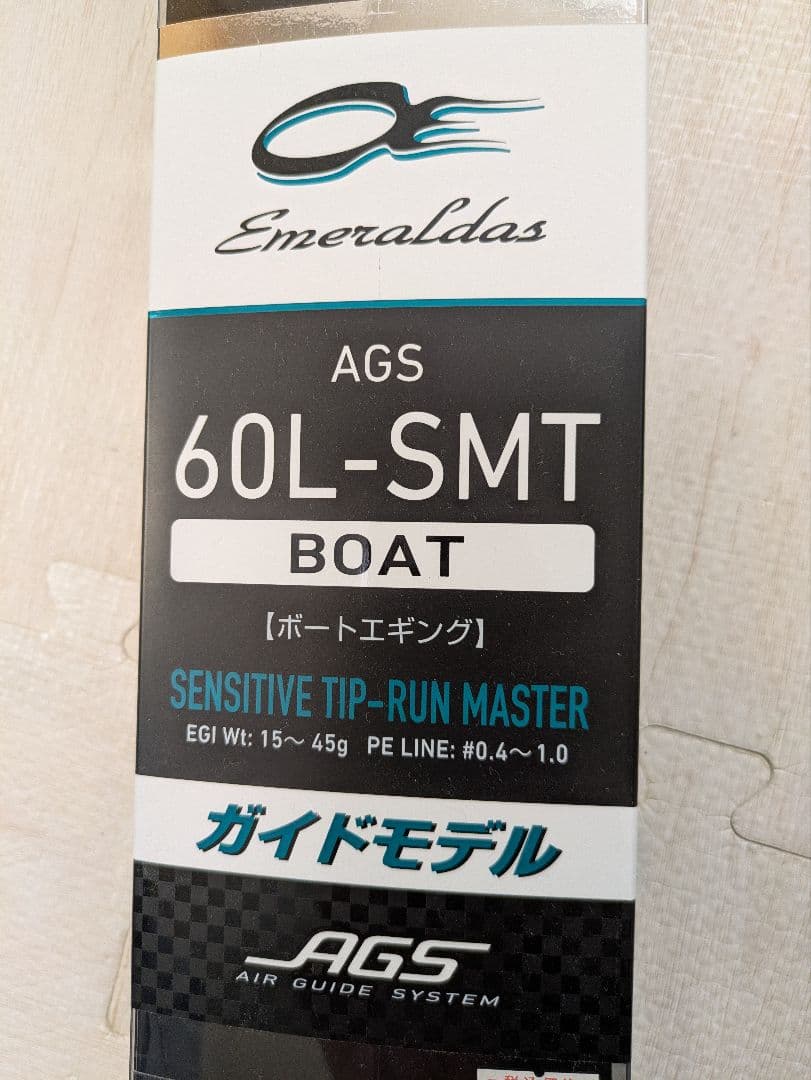 Emeraldas
AGS
60L-SMT
BOAT
【ボートエギング】
SENSITIVE TIP-RUN MASTER
EGI Wt: 15～45g PE LINE: #0.4～1.0
ガイドモデル
AGS
AIR GUIDE SYSTEM